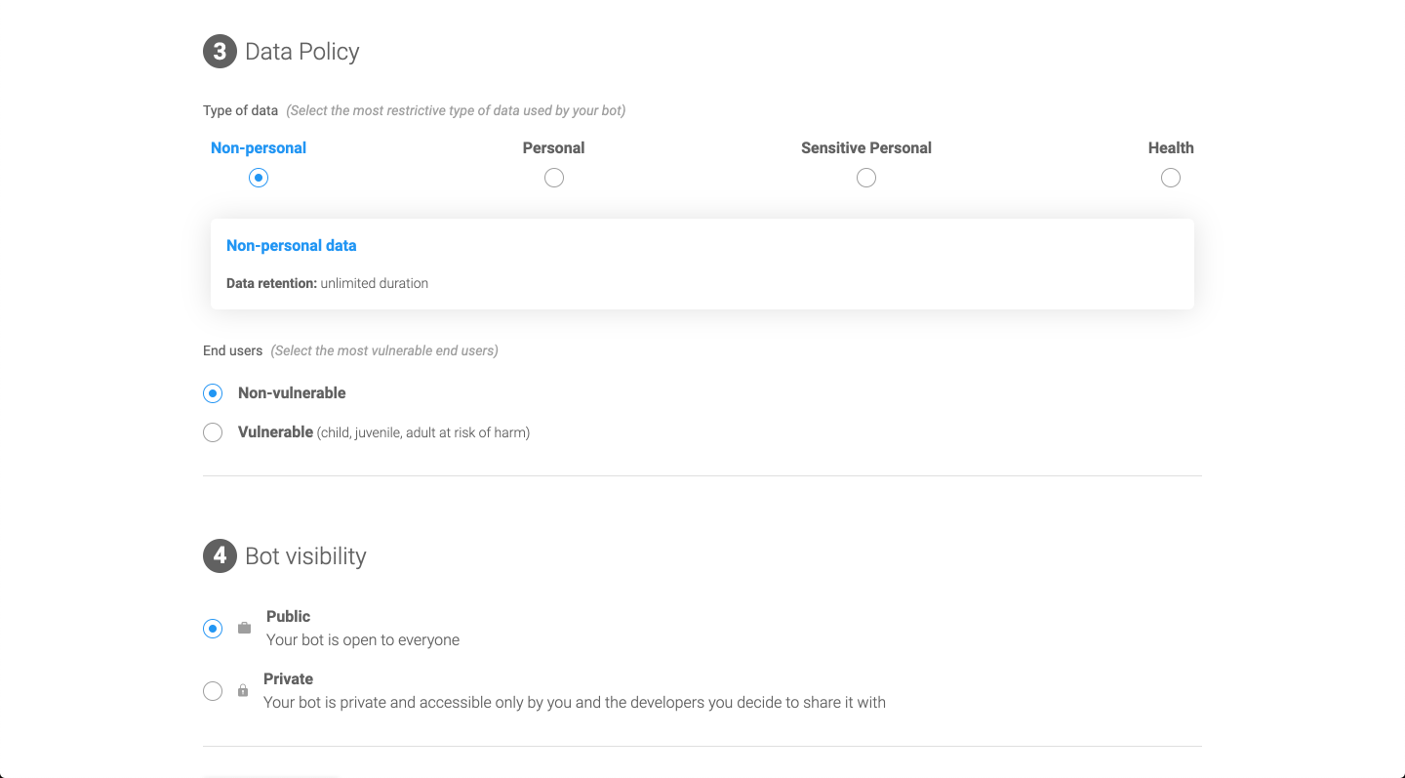 3 Data Policy
Type of data (Select the most restrictive type of data used by your bot)
Non-personal Personal Sensitive Personal Health
Non-personal data
Data retention: unlimited duration
End users (Select the most vulnerable end users)
Non-vulnerable
Vulnerable (child, juvenile, adult at risk of harm)
4 Bot visibility
Public
Your bot is open to everyone
Private
Your bot is private and accessible only by you and the developers you decide to share it with